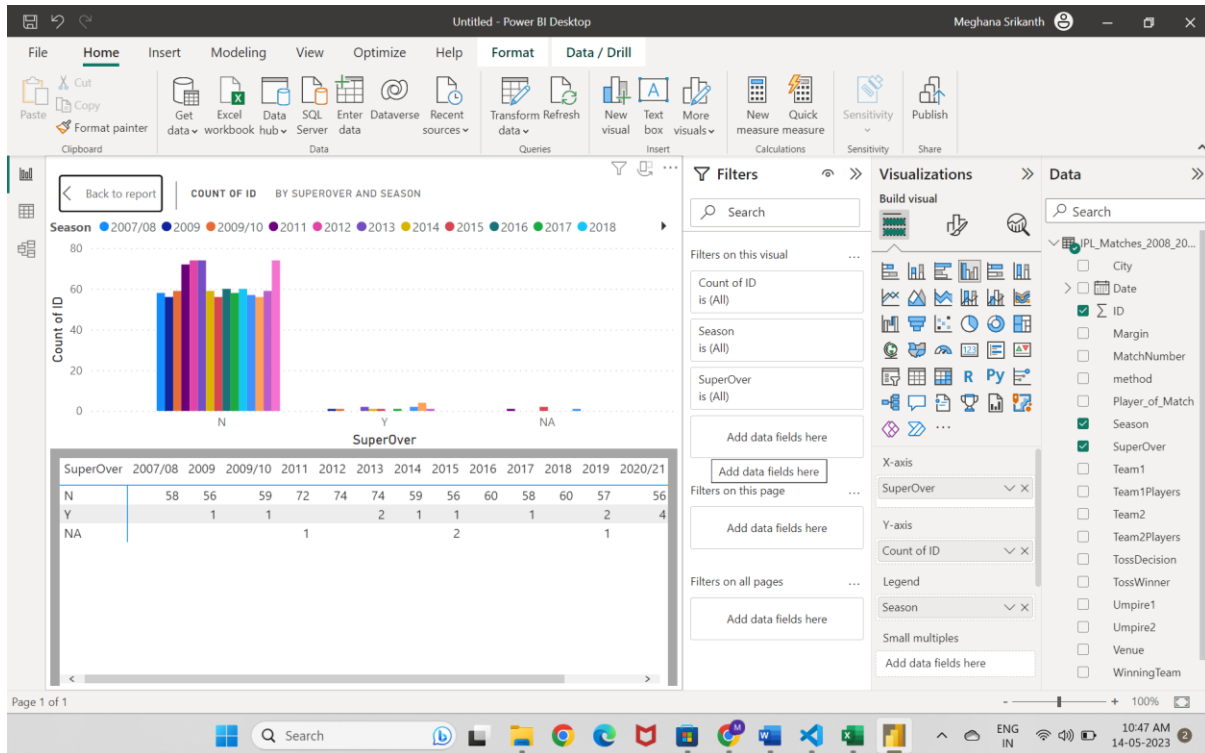 Untitled - Power BI Desktop
Meghana Srikanth
File Home Insert Modeling View Optimize Help Format Data / Drill
Paste
Cut
Copy
Format painter
Clipboard
Get data
Excel workbook
Data hub
SQL Server
Enter data
Dataverse
Recent sources
Data
Transform data
Refresh
Queries
New visual
Text box
More visuals
Insert
New measure
Quick measure
Calculations
Sensitivity
Sensitivity
Publish
Share
Back to report
COUNT OF ID BY SUPEROVER AND SEASON
Season 2007/08 2009 2009/10 2011 2012 2013 2014 2015 2016 2017 2018
Count of ID
80
60
40
20
0
N Y NA
SuperOver
SuperOver 2007/08 2009 2009/10 2011 2012 2013 2014 2015 2016 2017 2018 2019 2020/21
N 58 56 59 72 74 74 59 56 60 58 60 57 56
Y 1 1 2 1 1 1 2 4
NA 1 2 1
Filters
Search
Filters on this visual ...
Count of ID
is (All)
Season
is (All)
SuperOver
is (All)
Add data fields here
Add data fields here
Filters on this page ...
Add data fields here
Filters on all pages ...
Add data fields here
Visualizations
Build visual
123
R Py
...
X-axis
SuperOver
Y-axis
Count of ID
Legend
Season
Small multiples
Add data fields here
Data
Search
IPL_Matches_2008_20...
City
Date
ID
Margin
MatchNumber
method
Player_of_Match
Season
SuperOver
Team1
Team1Players
Team2
Team2Players
TossDecision
TossWinner
Umpire1
Umpire2
Venue
WinningTeam
Page 1 of 1
100%
Search
ENG
IN
10:47 AM
14-05-2023
2